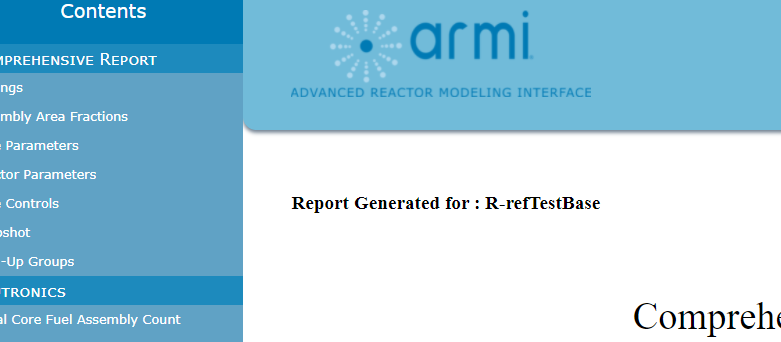 Contents
MPREHENSIVE REPORT
ngs
mbly Area Fractions
Parameters
tor Parameters
Controls
pshot
-Up Groups
TRONICS
al Core Fuel Assembly Count
armi
ADVANCED REACTOR MODELING INTERFACE
Report Generated for : R-refTestBase
Comprehe